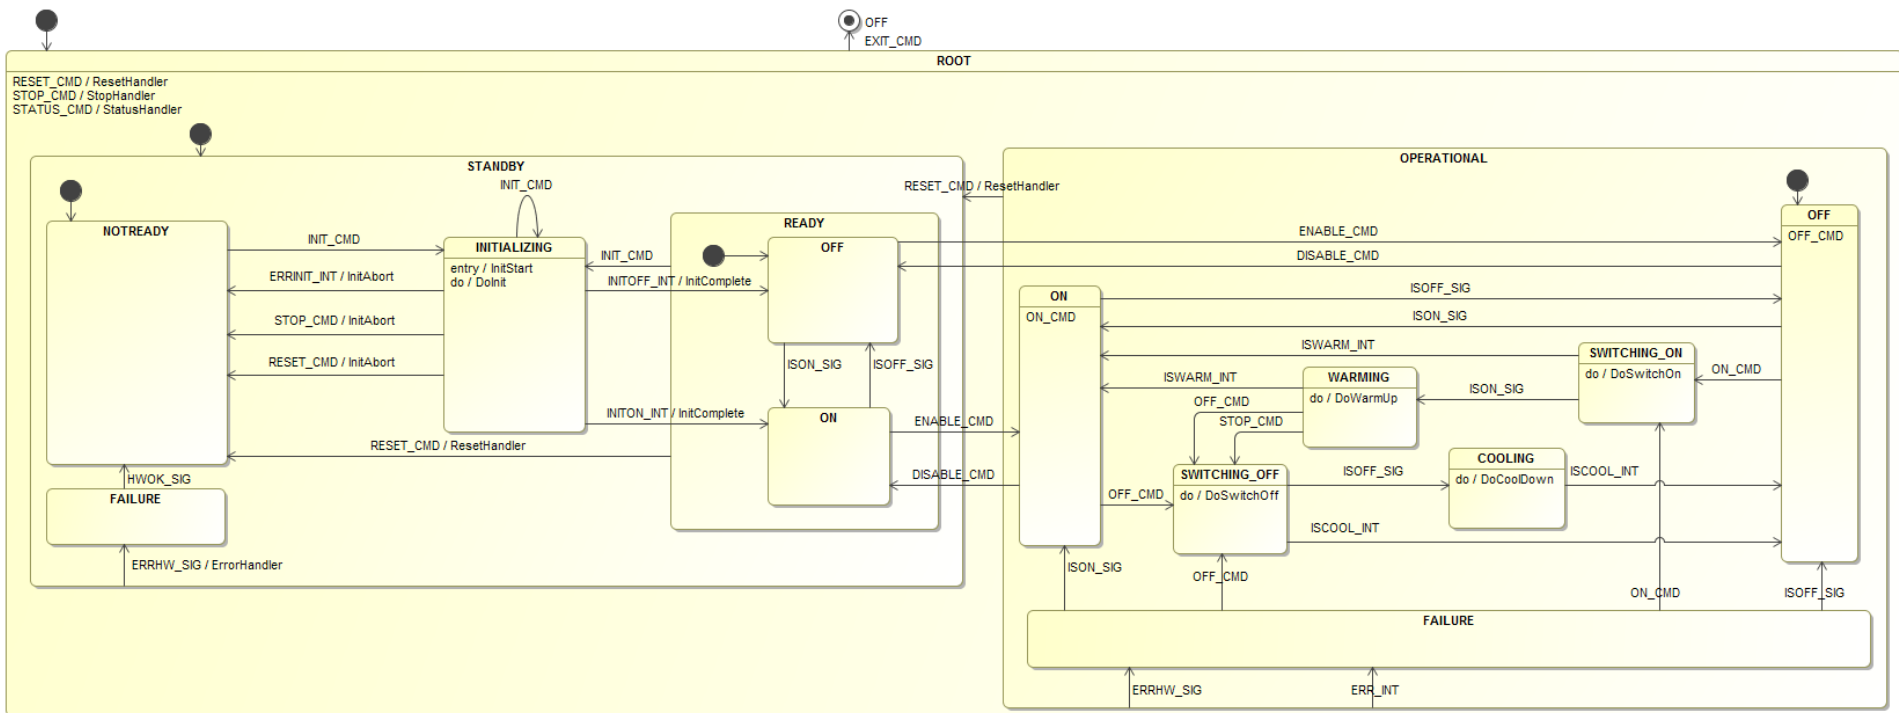 OFF
EXIT_CMD
ROOT
RESET_CMD / ResetHandler
STOP_CMD / StopHandler
STATUS_CMD / StatusHandler
STANDBY
INIT_CMD
NOTREADY
INIT_CMD
ERRINIT_INT / InitAbort
STOP_CMD / InitAbort
RESET_CMD / InitAbort
INITIALIZING
entry / InitStart
do / DoInit
INIT_CMD
INITOFF_INT / InitComplete
INITON_INT / InitComplete
RESET_CMD / ResetHandler
READY
OFF
ISON_SIG
ISOFF_SIG
ON
HWOK_SIG
FAILURE
ERRHW_SIG / ErrorHandler
RESET_CMD / ResetHandler
ENABLE_CMD
DISABLE_CMD
ENABLE_CMD
DISABLE_CMD
OPERATIONAL
OFF
OFF_CMD
ON
ON_CMD
ISOFF_SIG
ISON_SIG
ISWARM_INT
SWITCHING_ON
do / DoSwitchOn
ON_CMD
ISWARM_INT
WARMING
do / DoWarmUp
ISON_SIG
OFF_CMD
STOP_CMD
SWITCHING_OFF
do / DoSwitchOff
OFF_CMD
ISOFF_SIG
COOLING
do / DoCoolDown
ISCOOL_INT
ISCOOL_INT
ISON_SIG
OFF_CMD
ON_CMD
ISOFF_SIG
FAILURE
ERRHW_SIG
ERR_INT